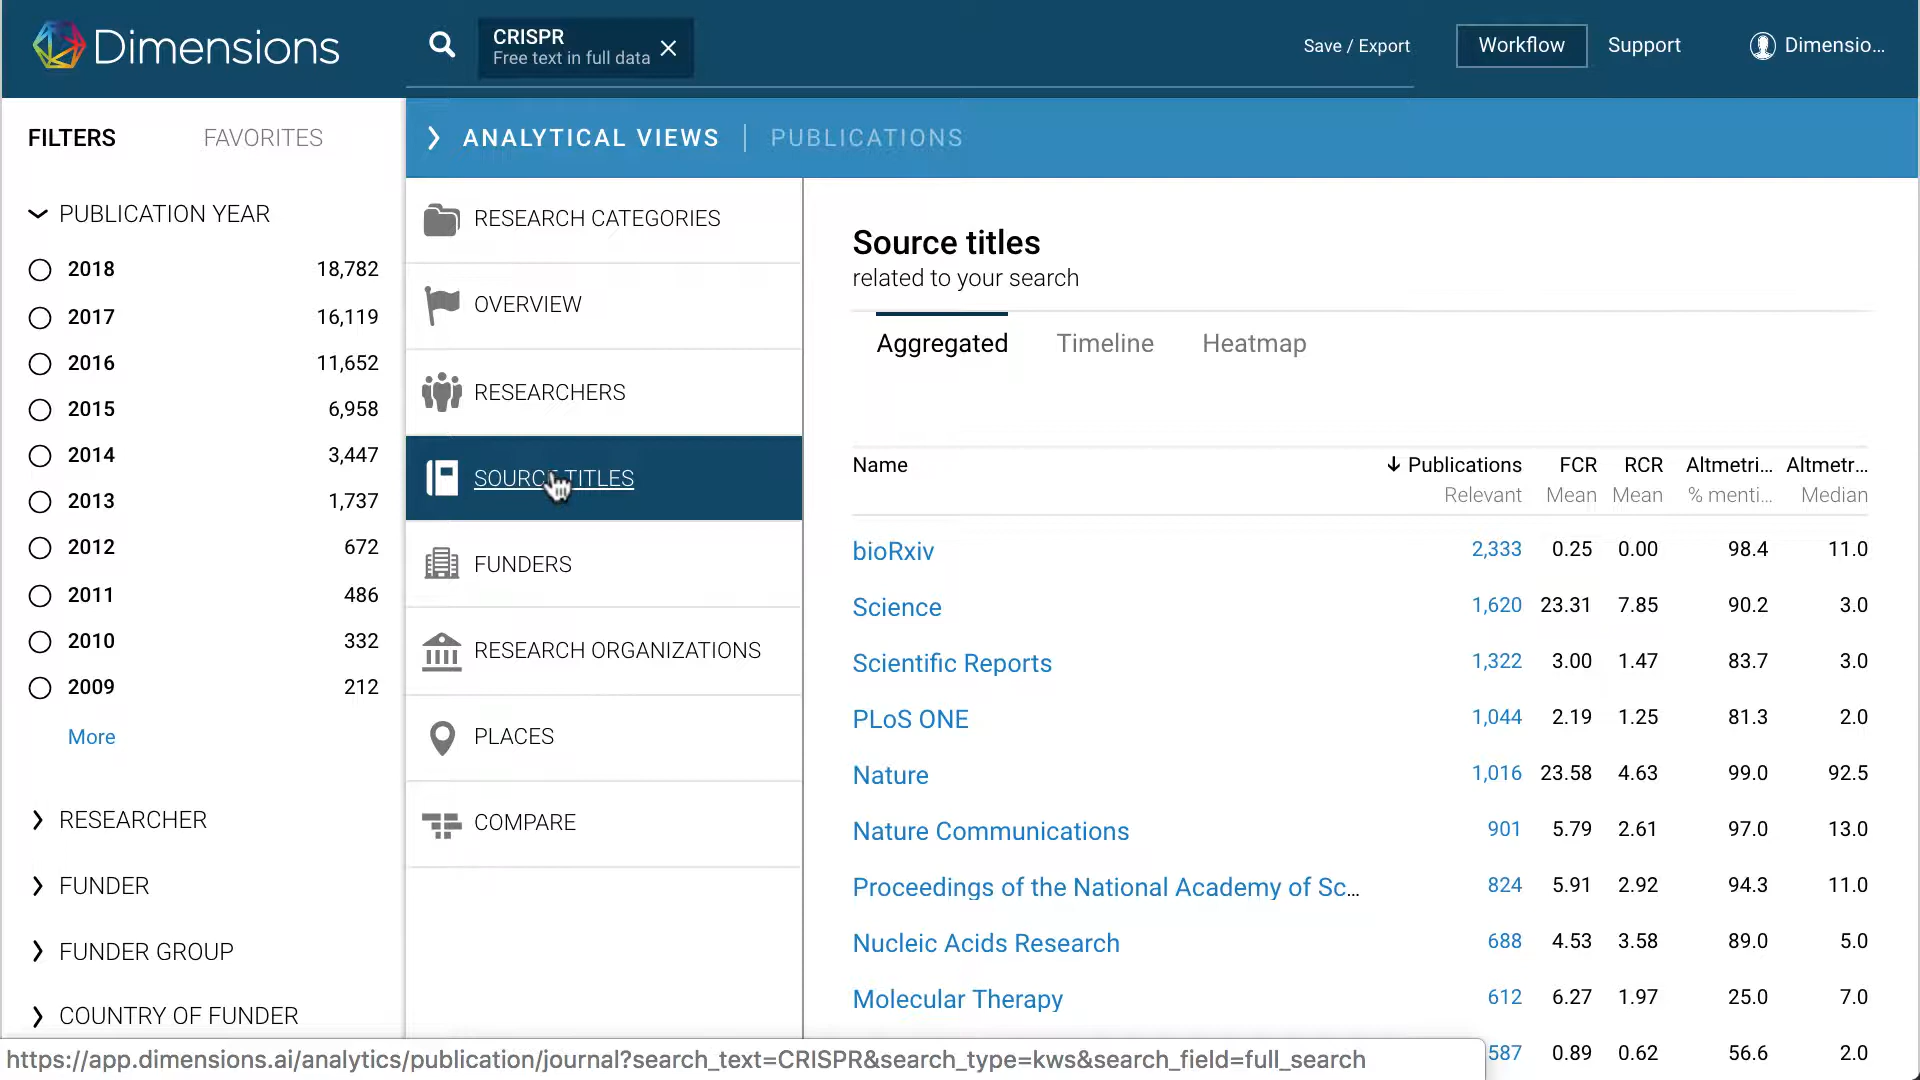 Dimensions
CRISPR
Free text in full data
Save / Export
Workflow
Support
Dimensio...
FILTERS
FAVORITES
ANALYTICAL VIEWS
PUBLICATIONS
PUBLICATION YEAR
2018 18,782
2017 16,119
2016 11,652
2015 6,958
2014 3,447
2013 1,737
2012 672
2011 486
2010 332
2009 212
More
RESEARCHER
FUNDER
FUNDER GROUP
COUNTRY OF FUNDER
RESEARCH CATEGORIES
OVERVIEW
RESEARCHERS
SOURCE TITLES
FUNDERS
RESEARCH ORGANIZATIONS
PLACES
COMPARE
Source titles
related to your search
Aggregated Timeline Heatmap
Name Publications FCR RCR Altmetri... Altmetr...
Relevant Mean Mean % menti... Median
bioRxiv 2,333 0.25 0.00 98.4 11.0
Science 1,620 23.31 7.85 90.2 3.0
Scientific Reports 1,322 3.00 1.47 83.7 3.0
PLoS ONE 1,044 2.19 1.25 81.3 2.0
Nature 1,016 23.58 4.63 99.0 92.5
Nature Communications 901 5.79 2.61 97.0 13.0
Proceedings of the National Academy of Sc... 824 5.91 2.92 94.3 11.0
Nucleic Acids Research 688 4.53 3.58 89.0 5.0
Molecular Therapy 612 6.27 1.97 25.0 7.0
587 0.89 0.62 56.6 2.0
https://app.dimensions.ai/analytics/publication/journal?search_text=CRISPR&search_type=kws&search_field=full_search